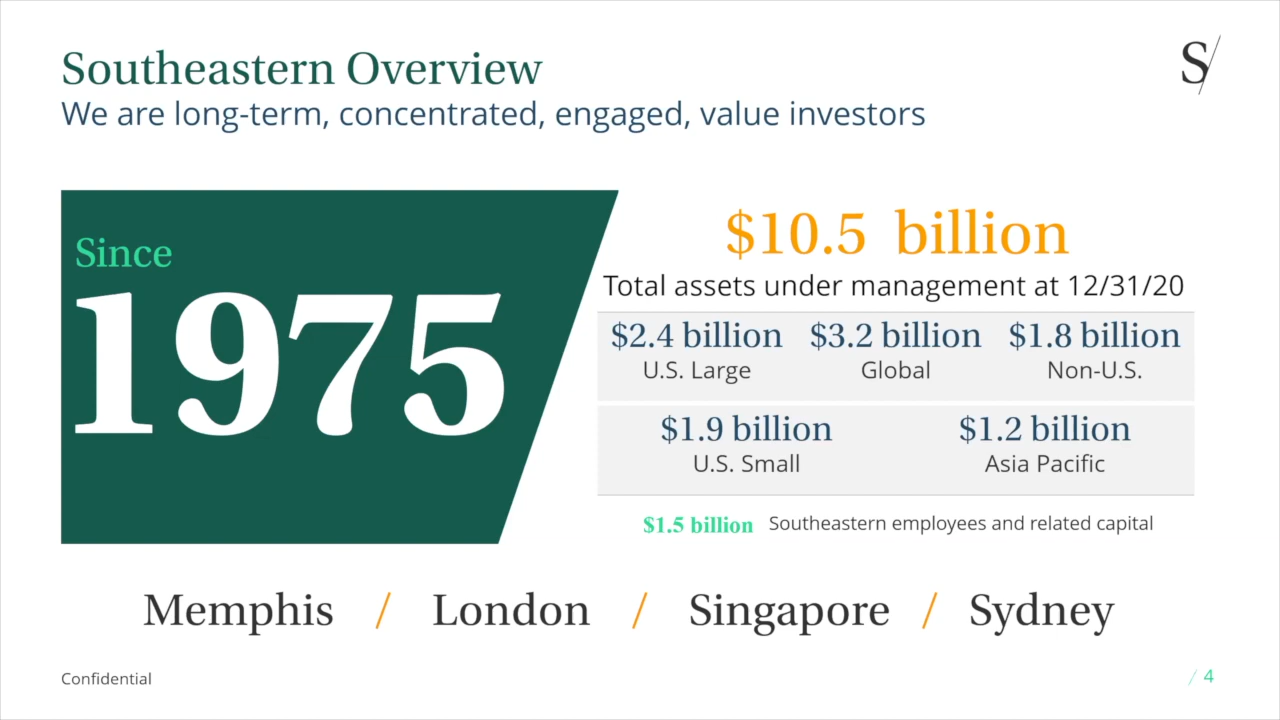 Southeastern Overview
S/
We are long-term, concentrated, engaged, value investors
Since
1975
$10.5 billion
Total assets under management at 12/31/20
$2.4 billion $3.2 billion $1.8 billion
U.S. Large Global Non-U.S.
$1.9 billion $1.2 billion
U.S. Small Asia Pacific
$1.5 billion Southeastern employees and related capital
Memphis / London / Singapore / Sydney
Confidential
/ 4